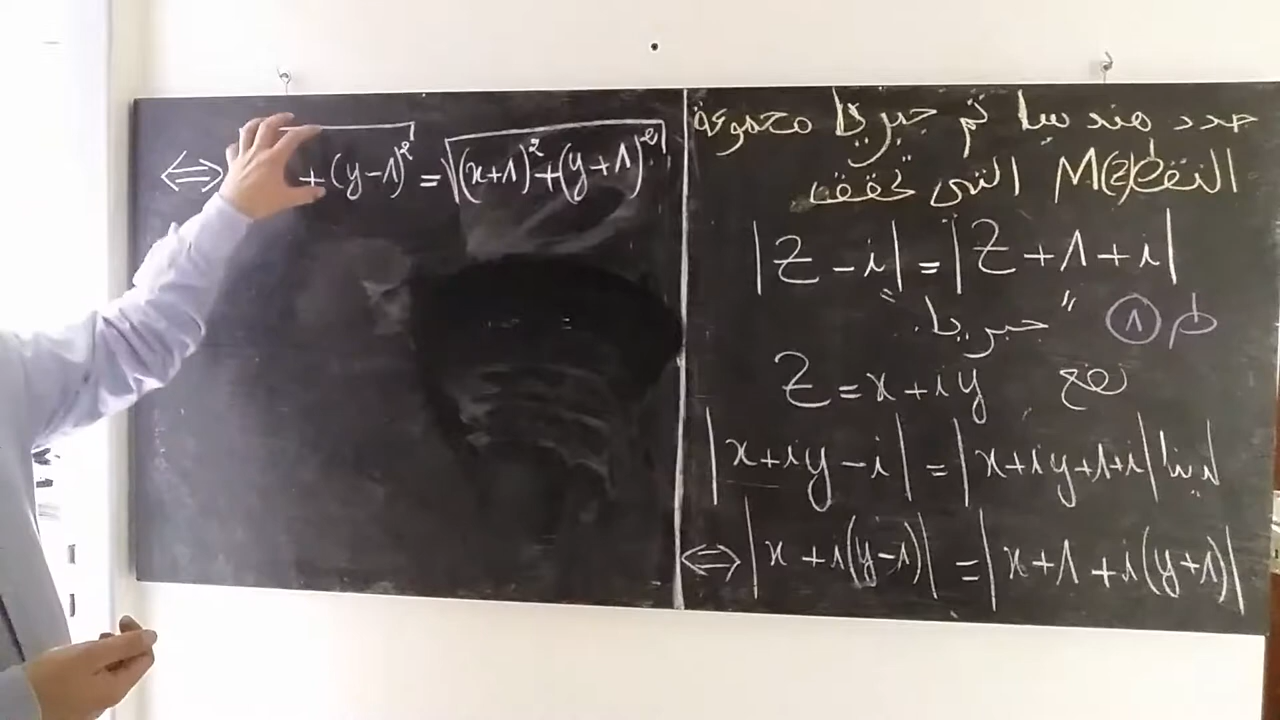 حدد هندسيا ثم جبريا مجموعة
النقط M(z) التي تحقق
|Z - i| = |Z + 1 + i|
ط 1 جبريا.
نضع Z = x + iy
لدينا |x + iy - i| = |x + iy + 1 + i|
⇔ |x + i(y - 1)| = |x + 1 + i(y + 1)|
⇔ + (y - 1)² = √((x + 1)² + (y + 1)²)